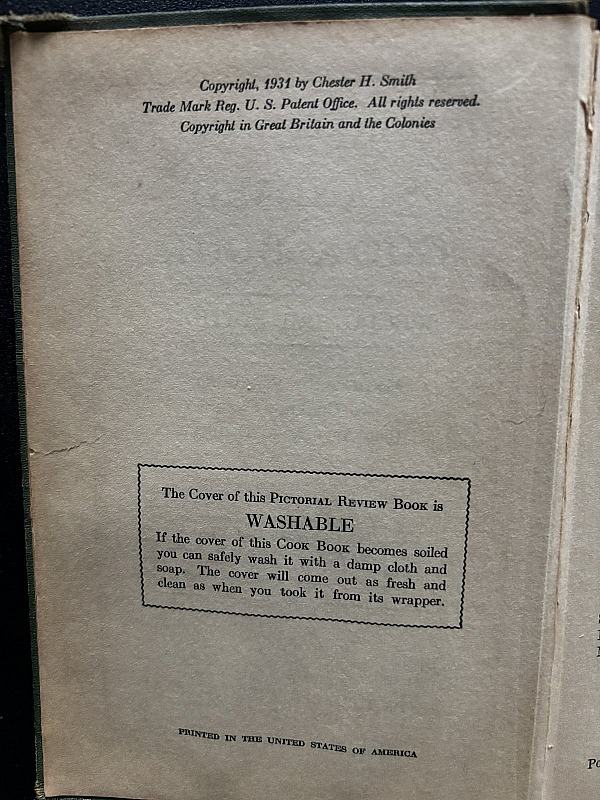 Copyright, 1931 by Chester H. Smith
Trade Mark Reg. U. S. Patent Office. All rights reserved.
Copyright in Great Britain and the Colonies
The Cover of this PICTORIAL REVIEW BOOK is
WASHABLE
If the cover of this COOK BOOK becomes soiled
you can safely wash it with a damp cloth and
soap. The cover will come out as fresh and
clean as when you took it from its wrapper.
PRINTED IN THE UNITED STATES OF AMERICA